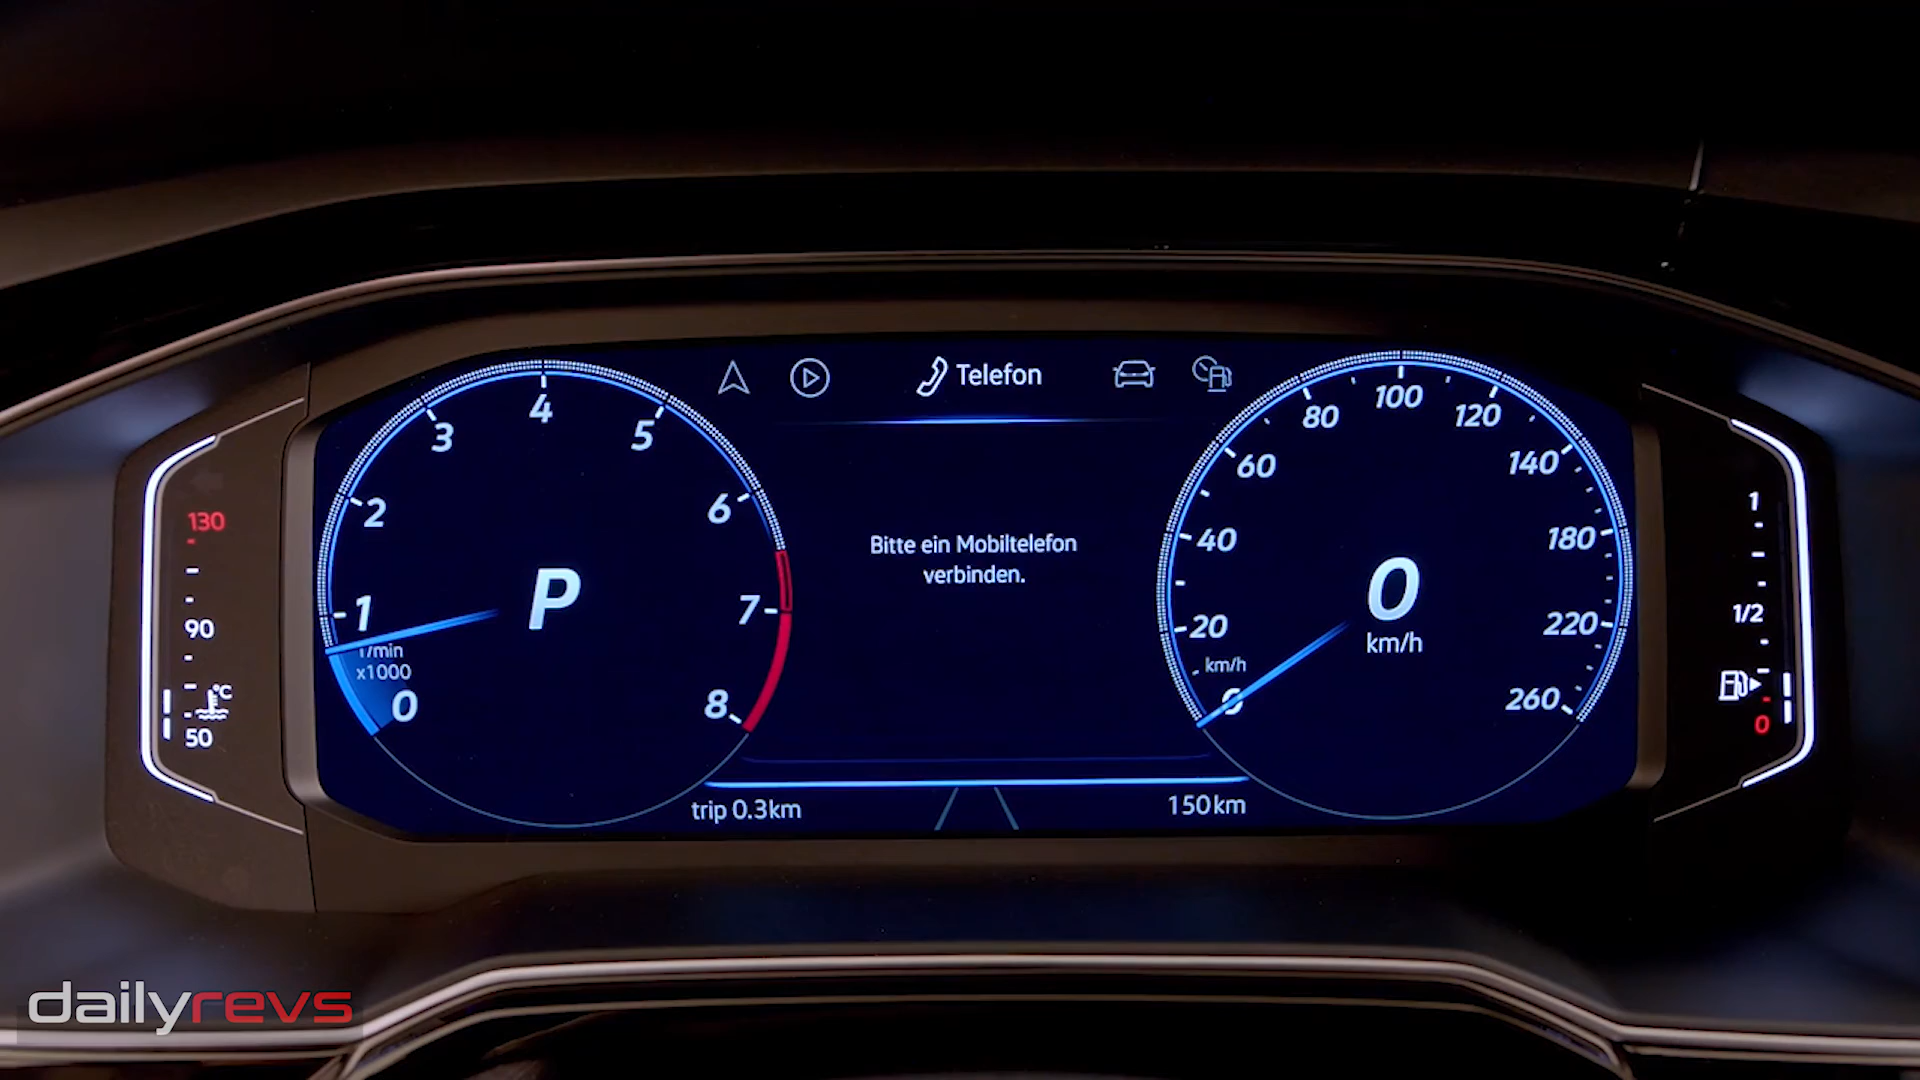 Telefon
Bitte ein Mobiltelefon
verbinden.
0
1
2
3
4
5
6
7
8
1/min
x1000
P
0
20
40
60
80
100
120
140
180
220
260
km/h
0
km/h
130
90
°C
50
1
1/2
0
trip 0.3km
150km
dailyrevs